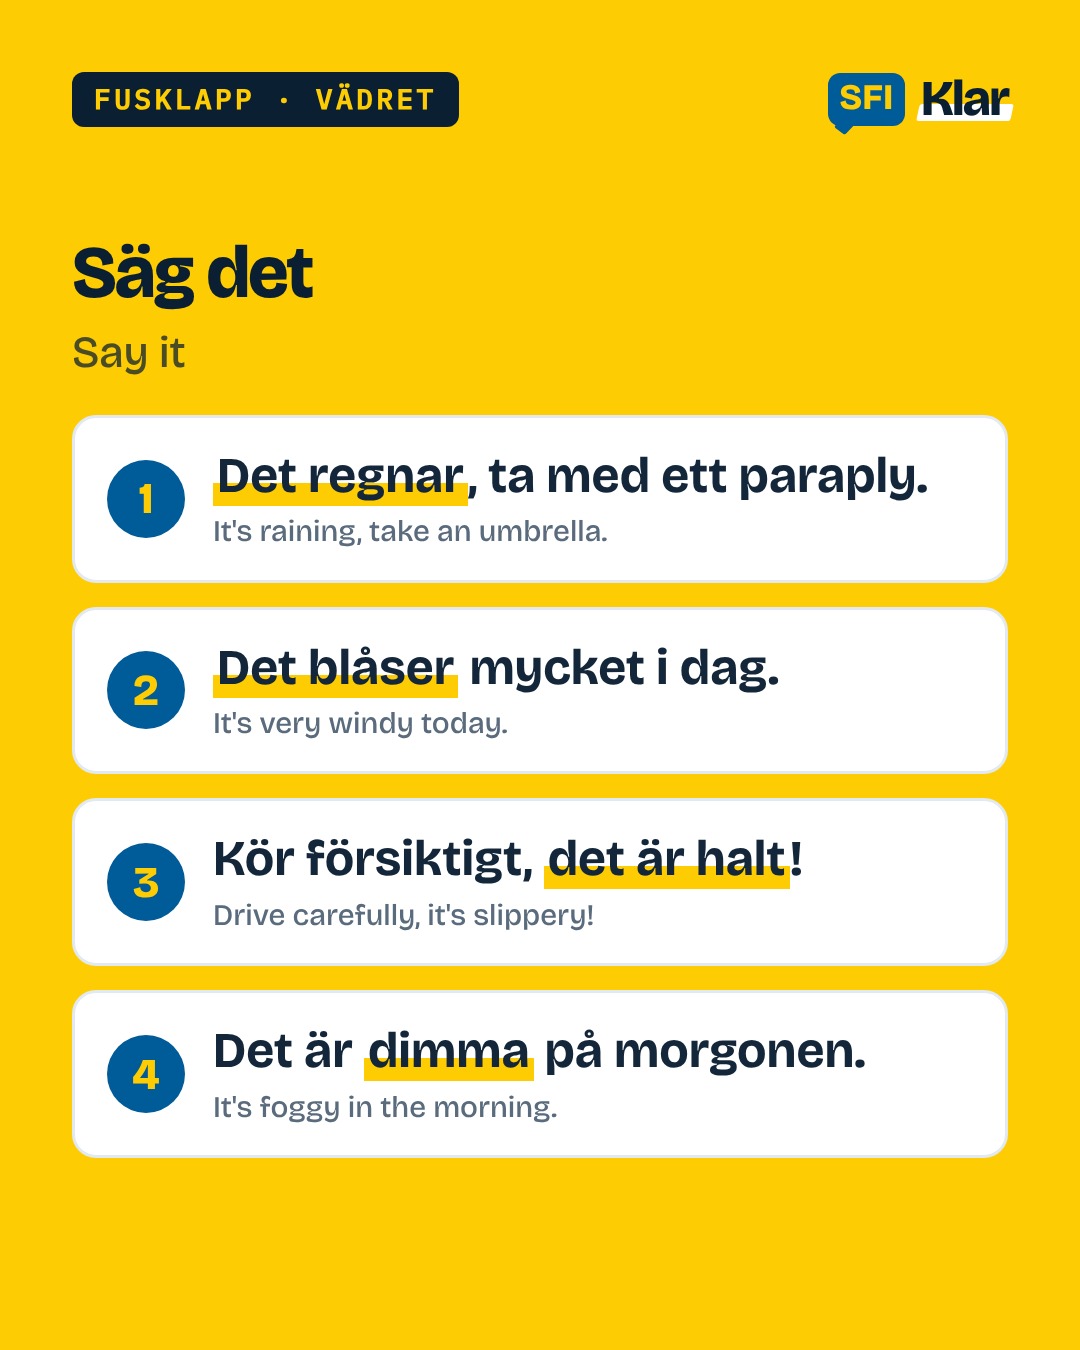 FUSKLAPP · VÄDRET
SFI Klar
Säg det
Say it
1
Det regnar, ta med ett paraply.
It's raining, take an umbrella.
2
Det blåser mycket i dag.
It's very windy today.
3
Kör försiktigt, det är halt!
Drive carefully, it's slippery!
4
Det är dimma på morgonen.
It's foggy in the morning.